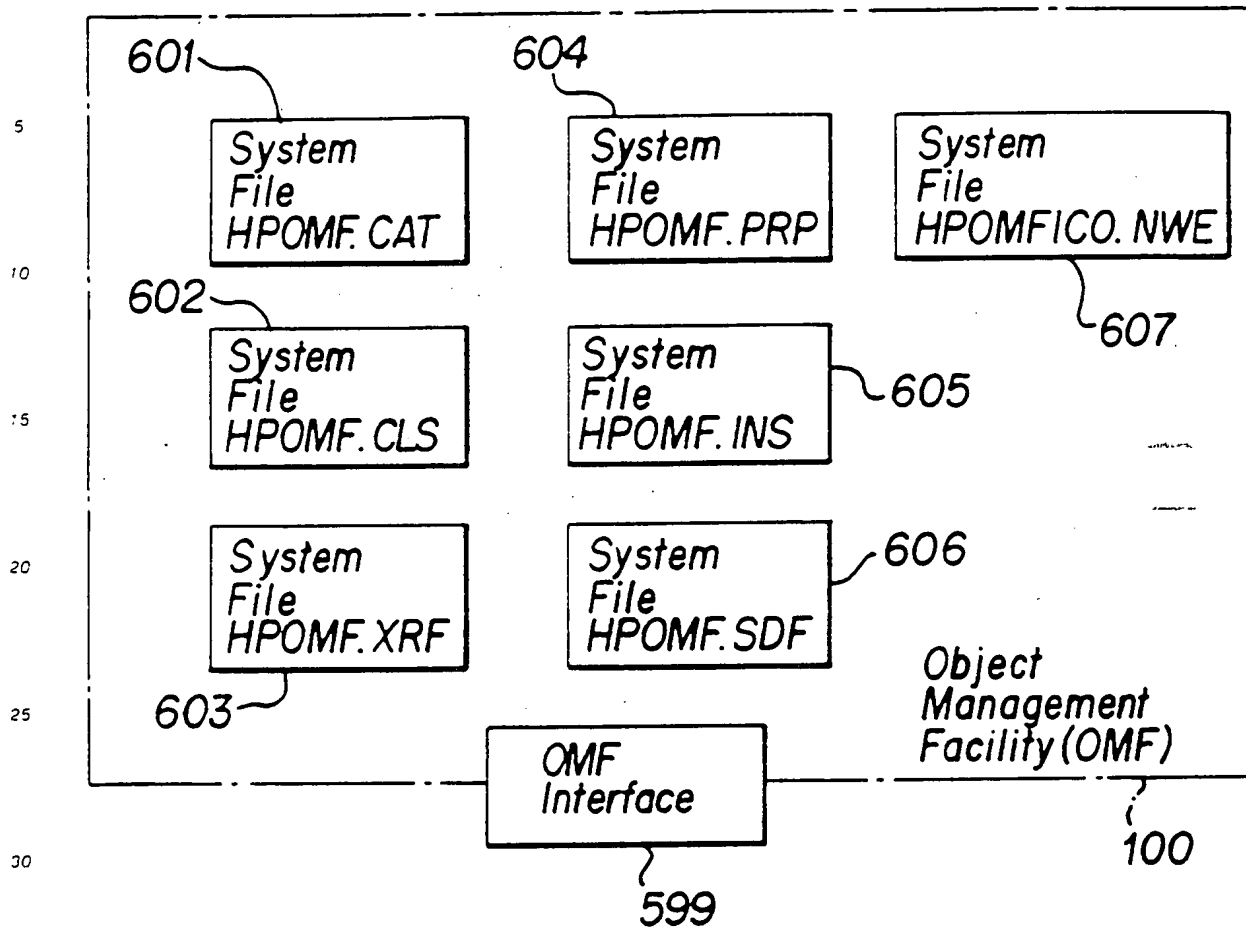 601
604
5
System
File
HPOMF.CAT
System
File
HPOMF.PRP
System
File
HPOMFICO.NWE
10
602
607
System
File
HPOMF.CLS
System
File
HPOMF.INS
605
15
20
System
File
HPOMF.XRF
System
File
HPOMF.SDF
606
603
25
Object
Management
Facility (OMF)
OMF
Interface
100
30
599